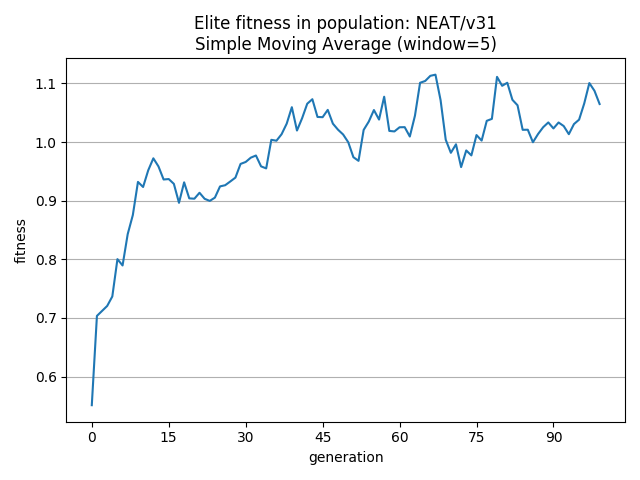 Elite fitness in population: NEAT/v31
Simple Moving Average (window=5)
1.1
1.0
0.9
0.8
0.7
0.6
fitness
0 15 30 45 60 75 90
generation